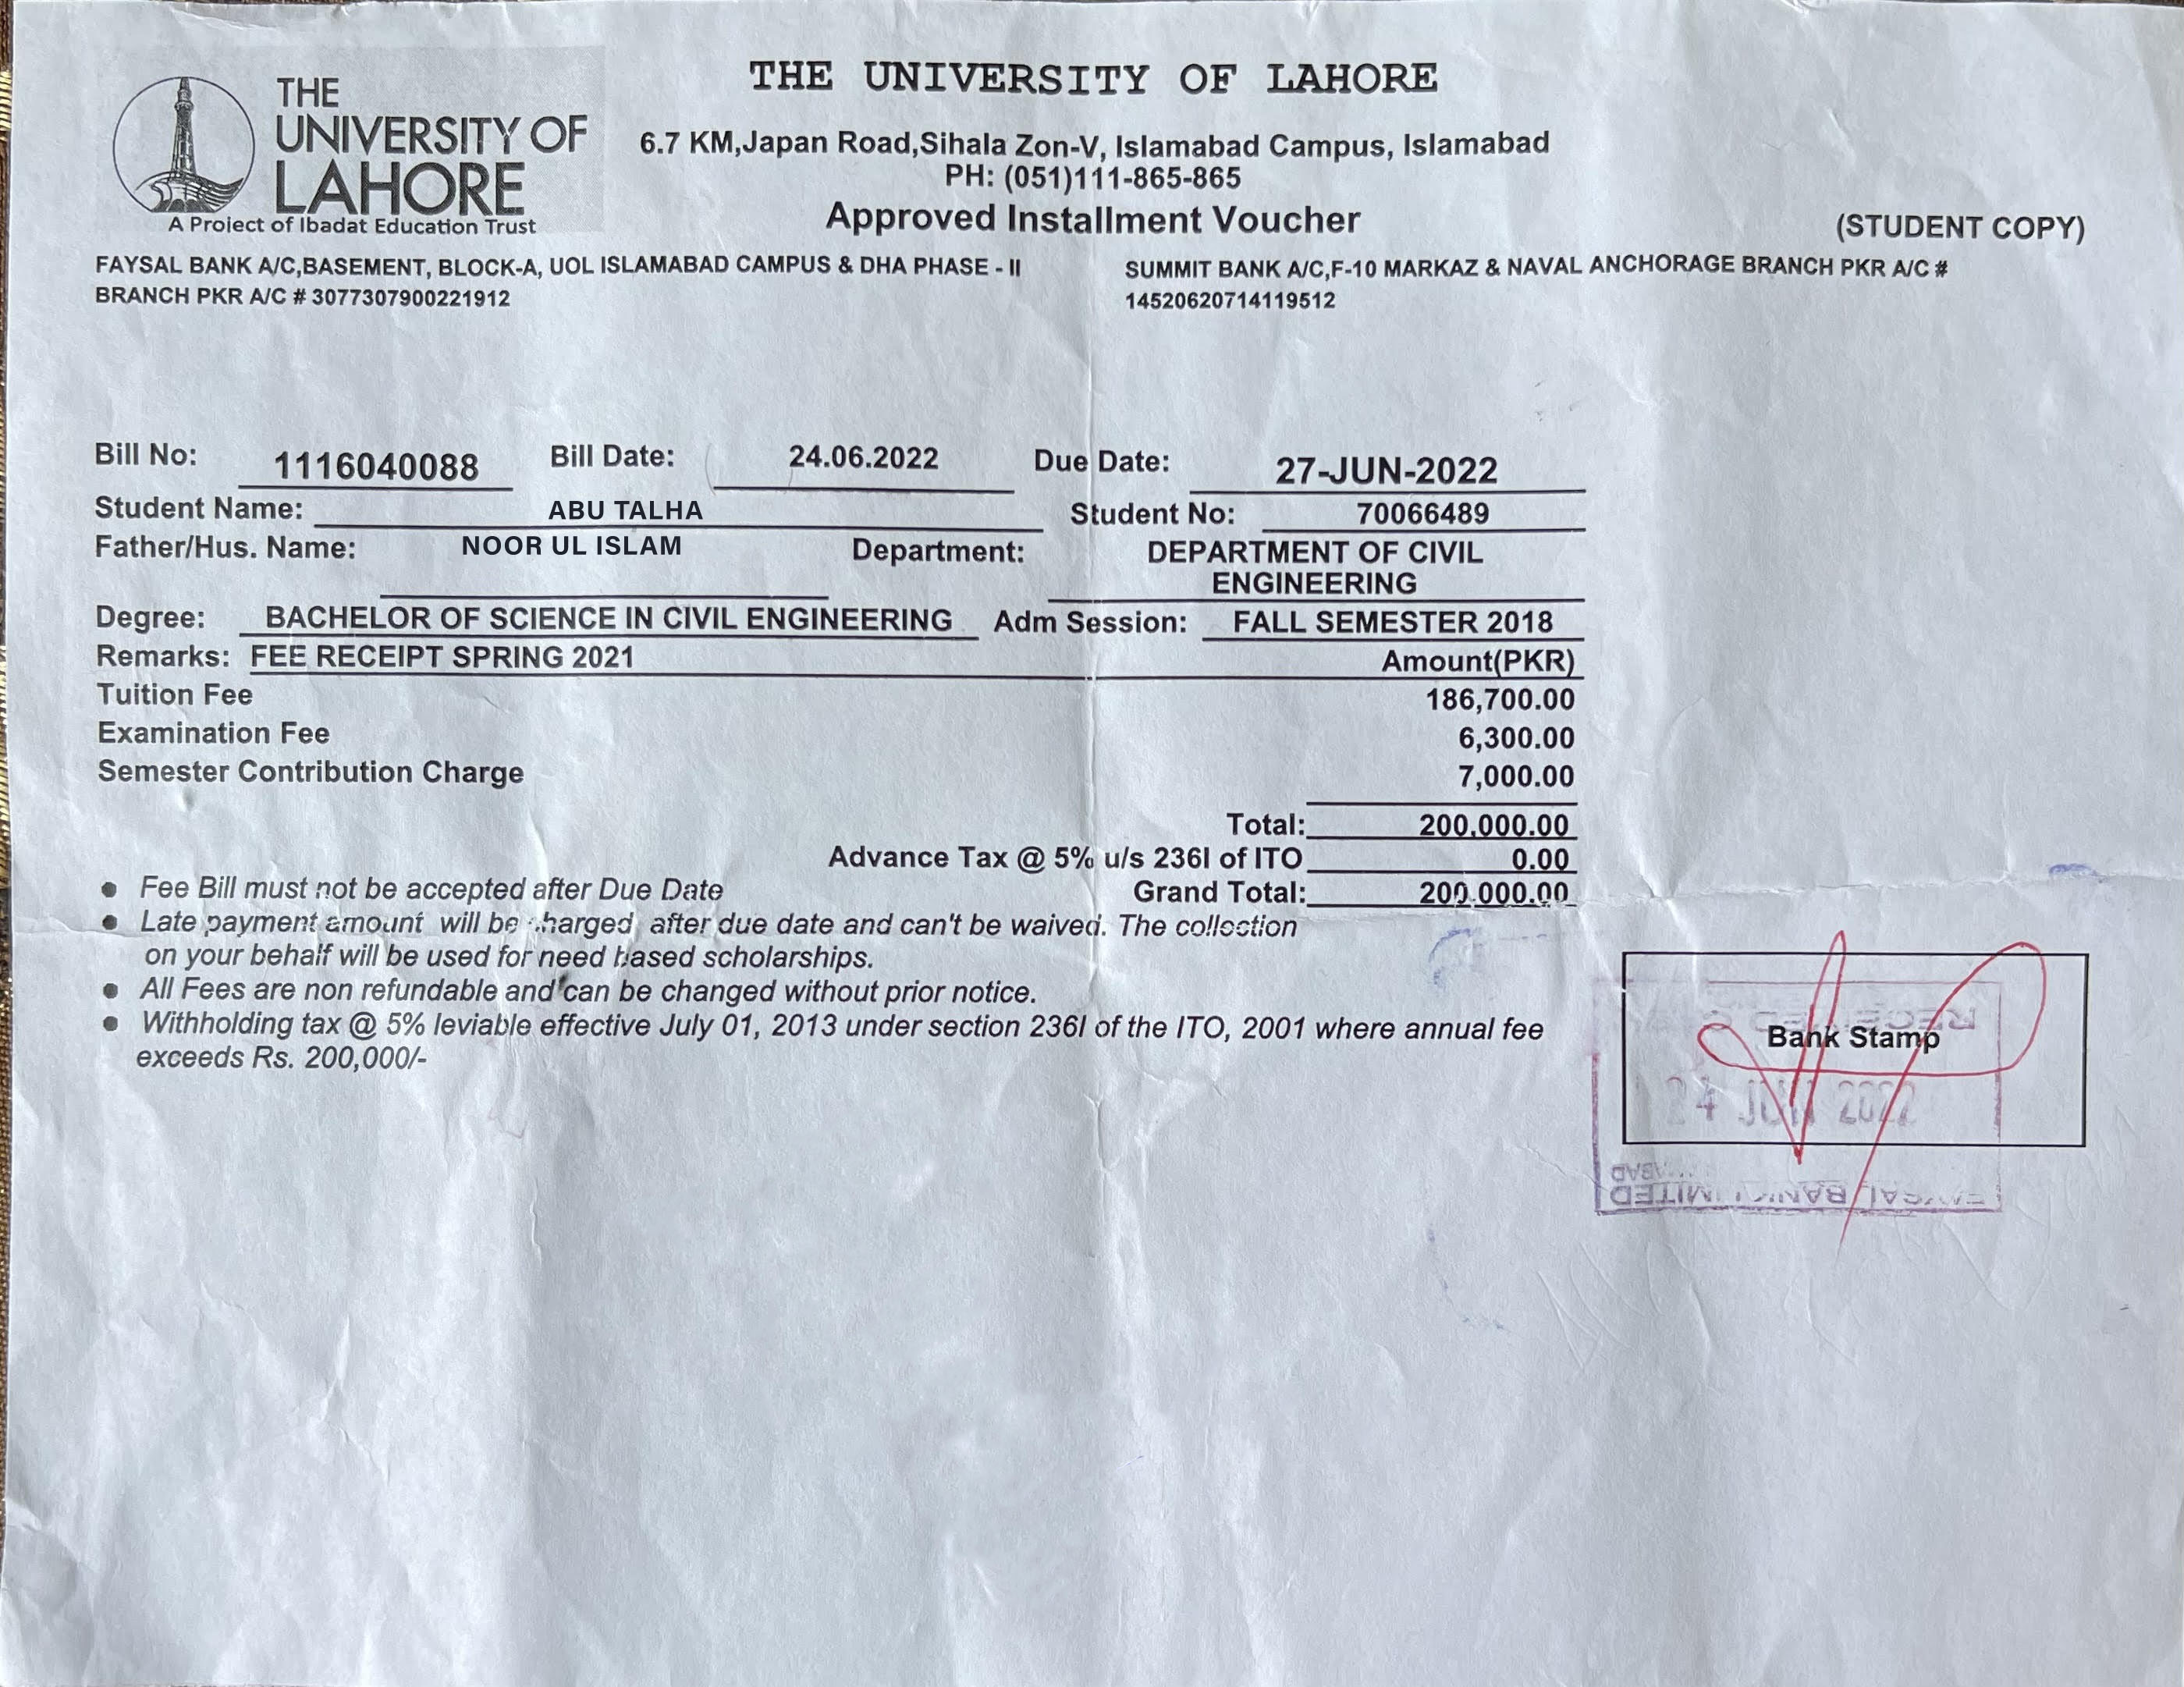 THE
UNIVERSITY OF
LAHORE
A Project of Ibadat Education Trust
THE UNIVERSITY OF LAHORE
6.7 KM,Japan Road,Sihala Zon-V, Islamabad Campus, Islamabad
PH: (051)111-865-865
Approved Installment Voucher (STUDENT COPY)
FAYSAL BANK A/C,BASEMENT, BLOCK-A, UOL ISLAMABAD CAMPUS & DHA PHASE - II
BRANCH PKR A/C # 3077307900221912
SUMMIT BANK A/C,F-10 MARKAZ & NAVAL ANCHORAGE BRANCH PKR A/C #
14520620714119512
Bill No: 1116040088 Bill Date: 24.06.2022 Due Date: 27-JUN-2022
Student Name: ABU TALHA Student No: 70066489
Father/Hus. Name: NOOR UL ISLAM Department: DEPARTMENT OF CIVIL
ENGINEERING
Degree: BACHELOR OF SCIENCE IN CIVIL ENGINEERING Adm Session: FALL SEMESTER 2018
Remarks: FEE RECEIPT SPRING 2021 Amount(PKR)
Tuition Fee 186,700.00
Examination Fee 6,300.00
Semester Contribution Charge 7,000.00
Total: 200,000.00
Advance Tax @ 5% u/s 236I of ITO 0.00
Grand Total: 200,000.00
• Fee Bill must not be accepted after Due Date
• Late payment amount will be charged after due date and can't be waived. The collection
on your behalf will be used for need based scholarships.
• All Fees are non refundable and can be changed without prior notice.
• Withholding tax @ 5% leviable effective July 01, 2013 under section 236I of the ITO, 2001 where annual fee
exceeds Rs. 200,000/-
RECEIVED
Bank Stamp
24 JUN 2022
FAYSAL BANK LIMITED